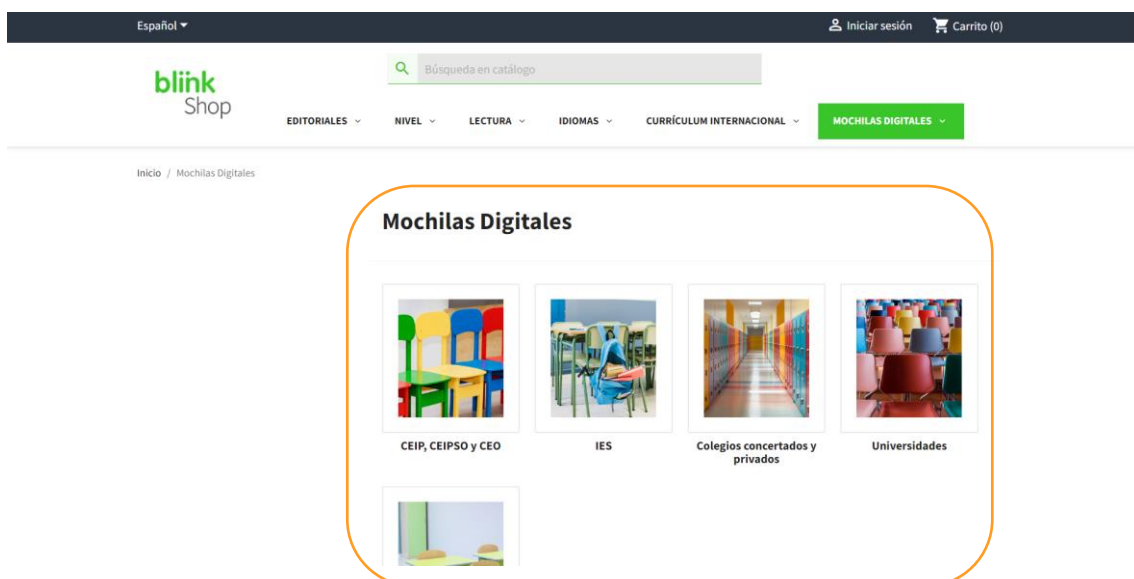 Español
Iniciar sesión
Carrito (0)
blink
Shop
Búsqueda en catálogo
EDITORIALES
NIVEL
LECTURA
IDIOMAS
CURRÍCULUM INTERNACIONAL
MOCHILAS DIGITALES
Inicio / Mochilas Digitales
Mochilas Digitales
CEIP, CEIPSO y CEO
IES
Colegios concertados y
privados
Universidades